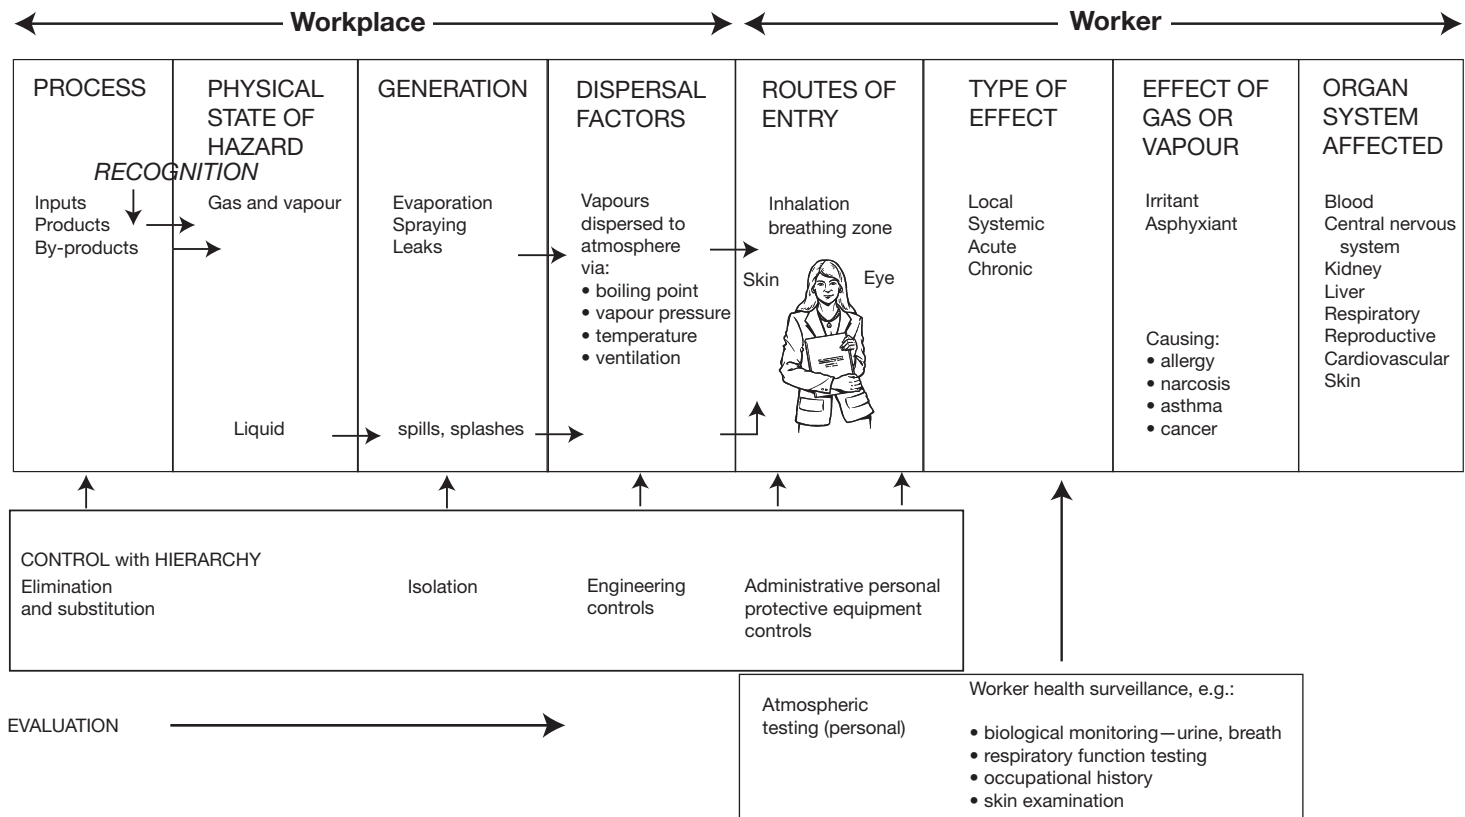 Workplace
Worker
PROCESS
RECOGNITION
Inputs
Products
By-products
PHYSICAL
STATE OF
HAZARD
Gas and vapour
Liquid
GENERATION
Evaporation
Spraying
Leaks
spills, splashes
DISPERSAL
FACTORS
Vapours
dispersed to
atmosphere
via:
• boiling point
• vapour pressure
• temperature
• ventilation
ROUTES OF
ENTRY
Inhalation
breathing zone
Skin
Eye
TYPE OF
EFFECT
Local
Systemic
Acute
Chronic
EFFECT OF
GAS OR
VAPOUR
Irritant
Asphyxiant
Causing:
• allergy
• narcosis
• asthma
• cancer
ORGAN
SYSTEM
AFFECTED
Blood
Central nervous
system
Kidney
Liver
Respiratory
Reproductive
Cardiovascular
Skin
CONTROL with HIERARCHY
Elimination
and substitution
Isolation
Engineering
controls
Administrative personal
protective equipment
controls
EVALUATION
Atmospheric
testing (personal)
Worker health surveillance, e.g.:
• biological monitoring—urine, breath
• respiratory function testing
• occupational history
• skin examination